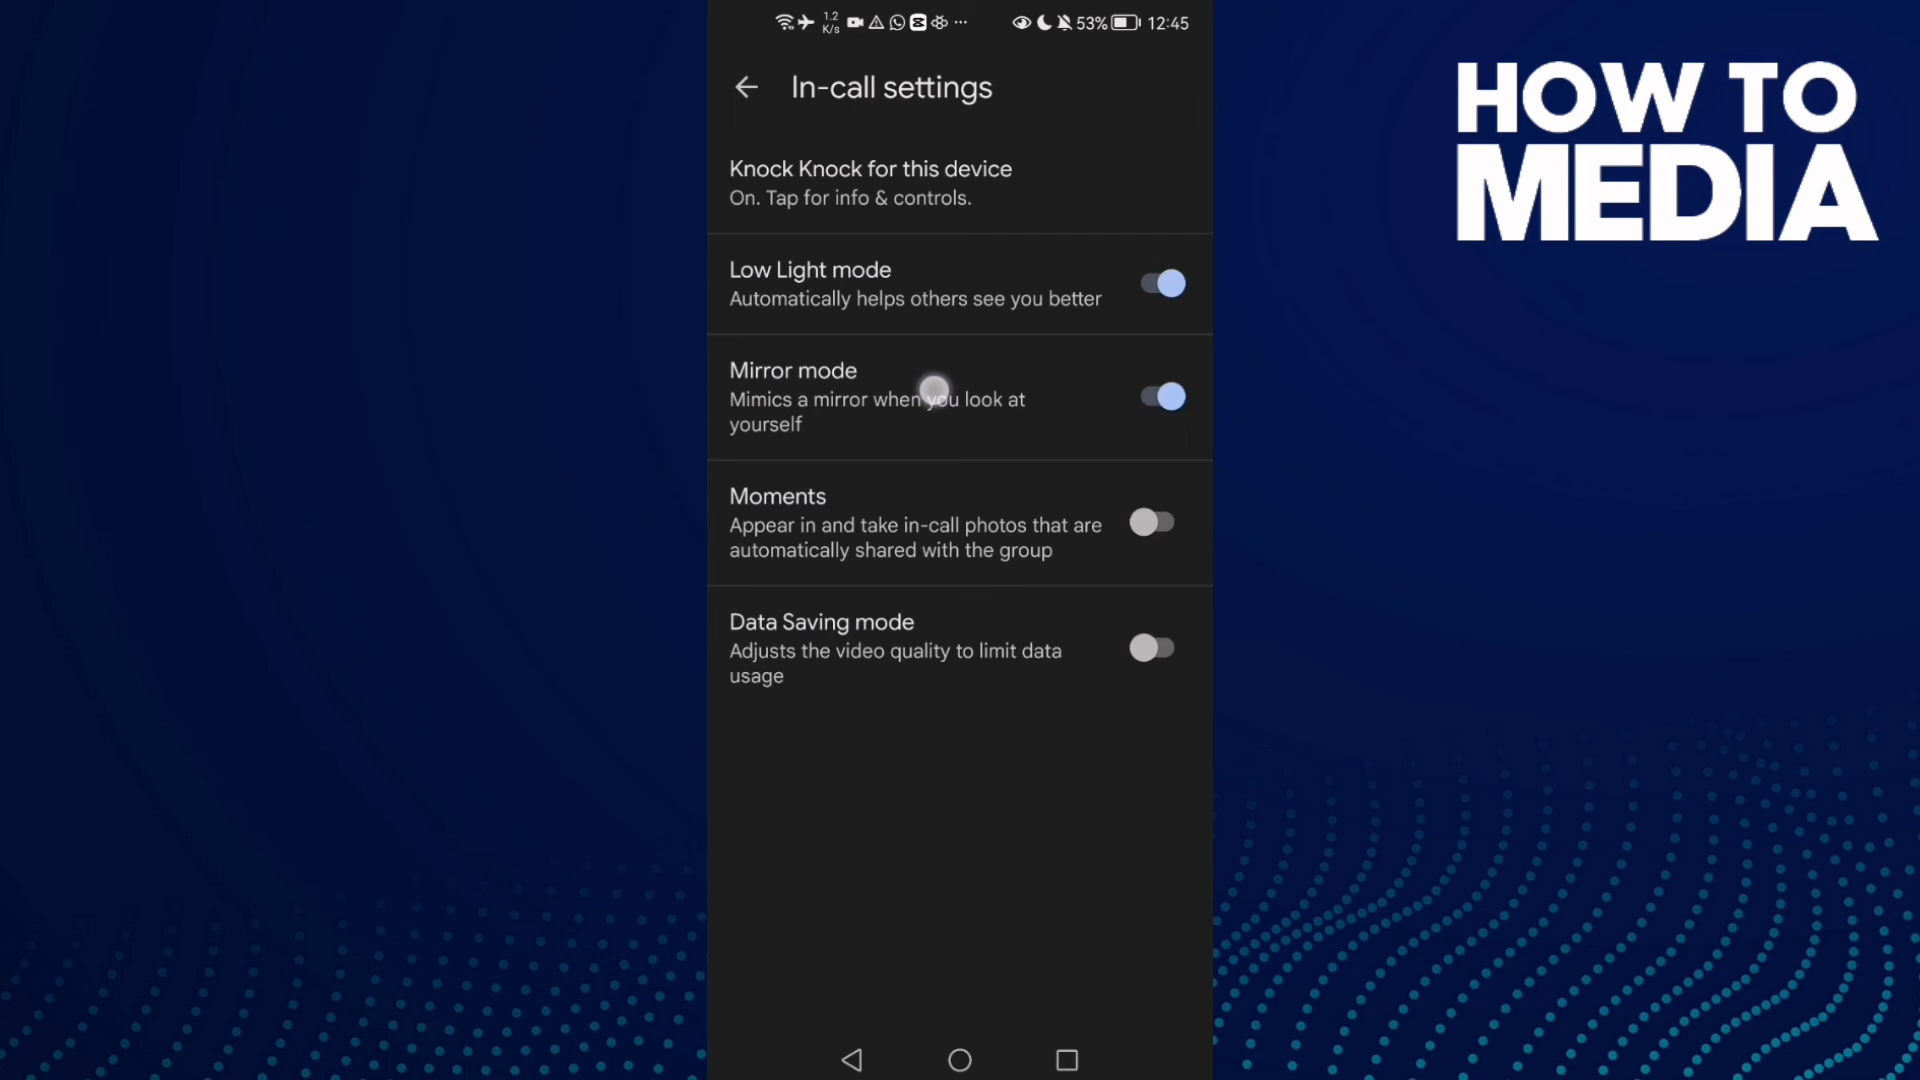 1.2
K/s
53%
12:45
In-call settings
HOW TO
MEDIA
Knock Knock for this device
On. Tap for info & controls.
Low Light mode
Automatically helps others see you better
Mirror mode
Mimics a mirror when you look at
yourself
Moments
Appear in and take in-call photos that are
automatically shared with the group
Data Saving mode
Adjusts the video quality to limit data
usage